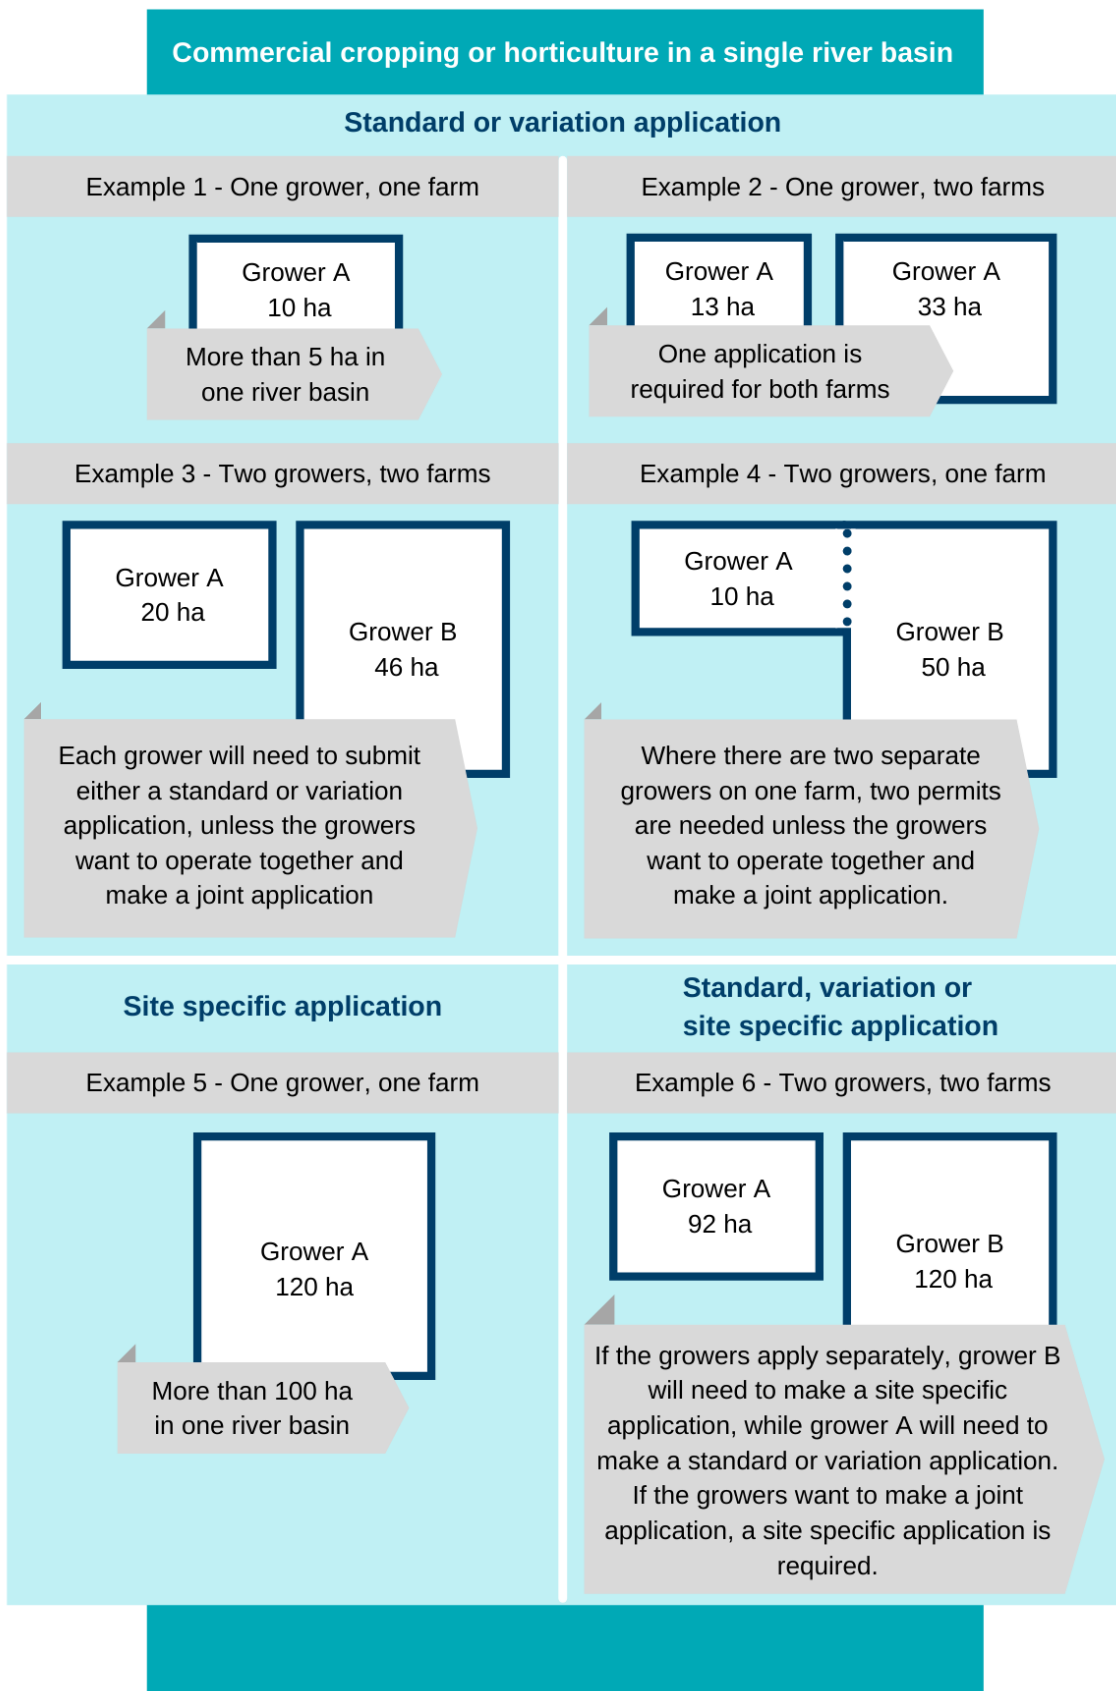 Commercial cropping or horticulture in a single river basin
Standard or variation application
Example 1 - One grower, one farm
Grower A
10 ha
More than 5 ha in
one river basin
Example 2 - One grower, two farms
Grower A
13 ha
Grower A
33 ha
One application is
required for both farms
Example 3 - Two growers, two farms
Grower A
20 ha
Grower B
46 ha
Each grower will need to submit
either a standard or variation
application, unless the growers
want to operate together and
make a joint application
Example 4 - Two growers, one farm
Grower A
10 ha
Grower B
50 ha
Where there are two separate
growers on one farm, two permits
are needed unless the growers
want to operate together and
make a joint application.
Site specific application
Example 5 - One grower, one farm
Grower A
120 ha
More than 100 ha
in one river basin
Standard, variation or
site specific application
Example 6 - Two growers, two farms
Grower A
92 ha
Grower B
120 ha
If the growers apply separately, grower B
will need to make a site specific
application, while grower A will need to
make a standard or variation application.
If the growers want to make a joint
application, a site specific application is
required.